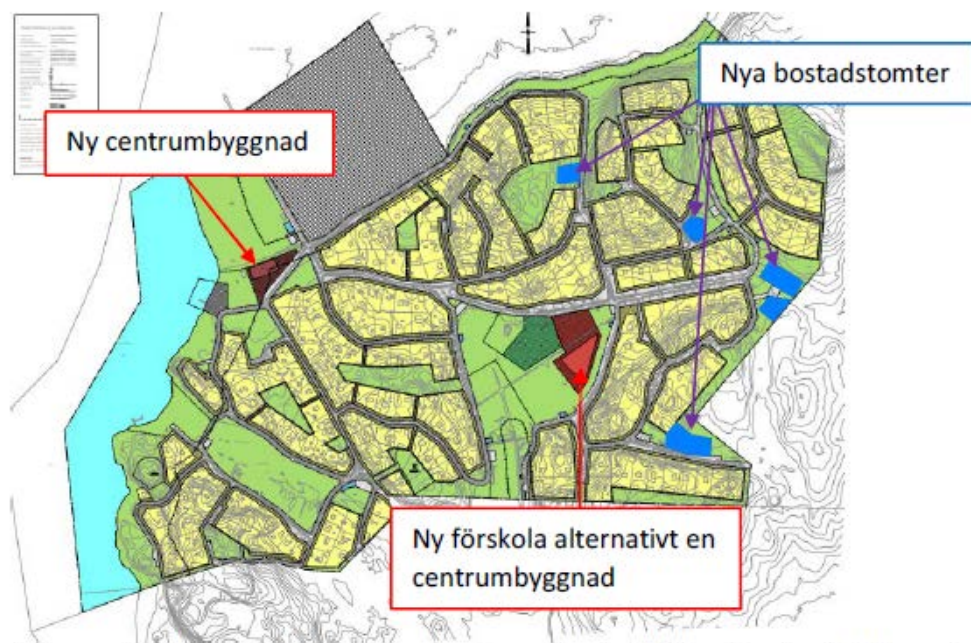 Nya bostadstomter
Ny centrumbyggnad
Ny förskola alternativt en
centrumbyggnad